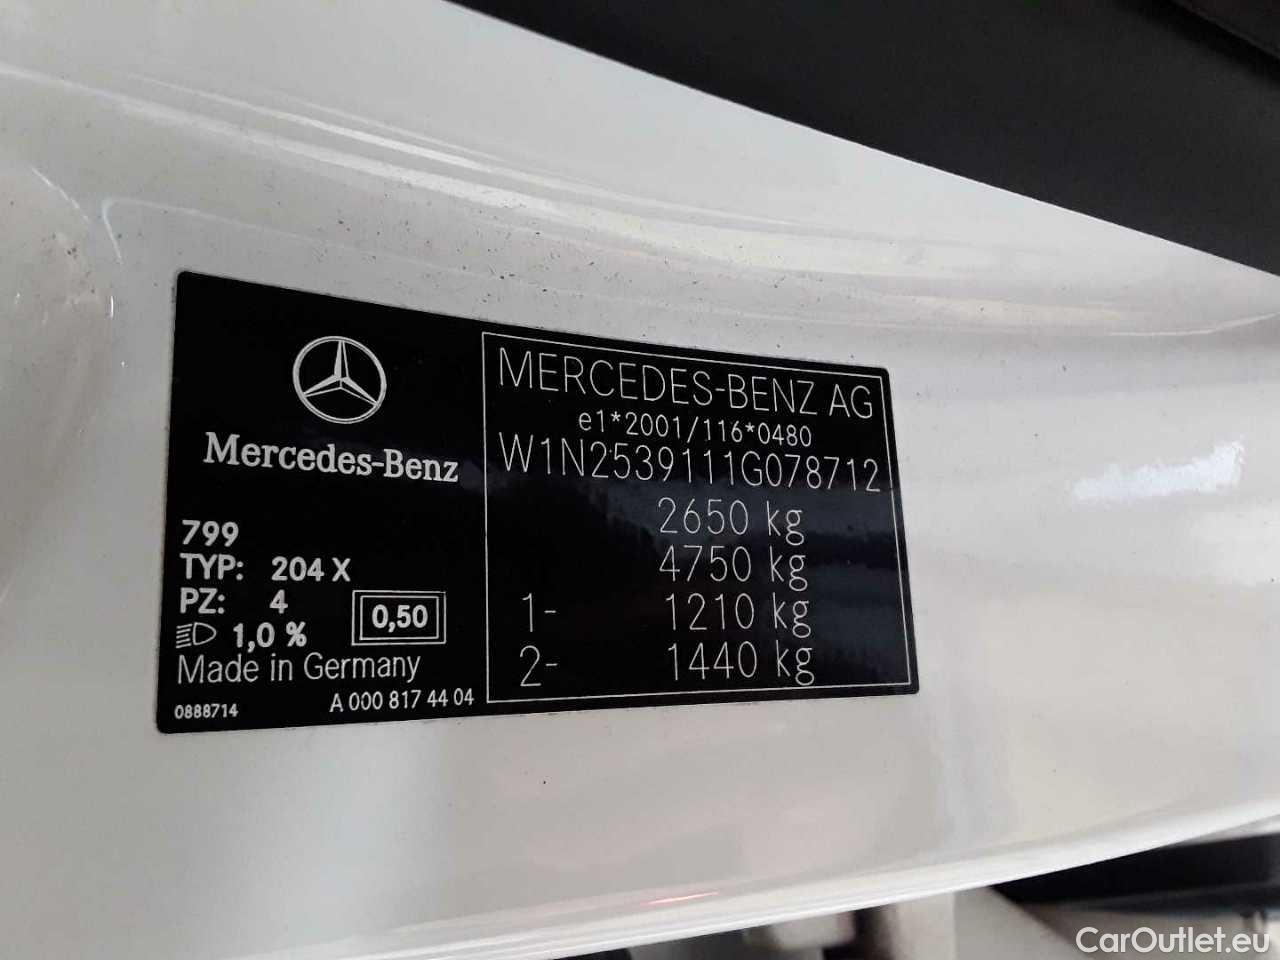 Mercedes-Benz
799
TYP: 204 X
PZ: 4
1,0 %
0,50
Made in Germany
0888714
A 000 817 44 04
MERCEDES-BENZ AG
e1*2001/116*0480
W1N2539111G078712
2650 kg
4750 kg
1- 1210 kg
2- 1440 kg
CarOutlet.eu